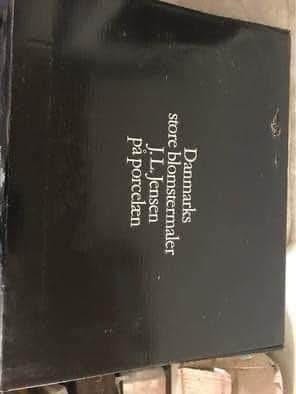 Danmarks
store blomstermaler
J. L. Jensen
på porcelæn